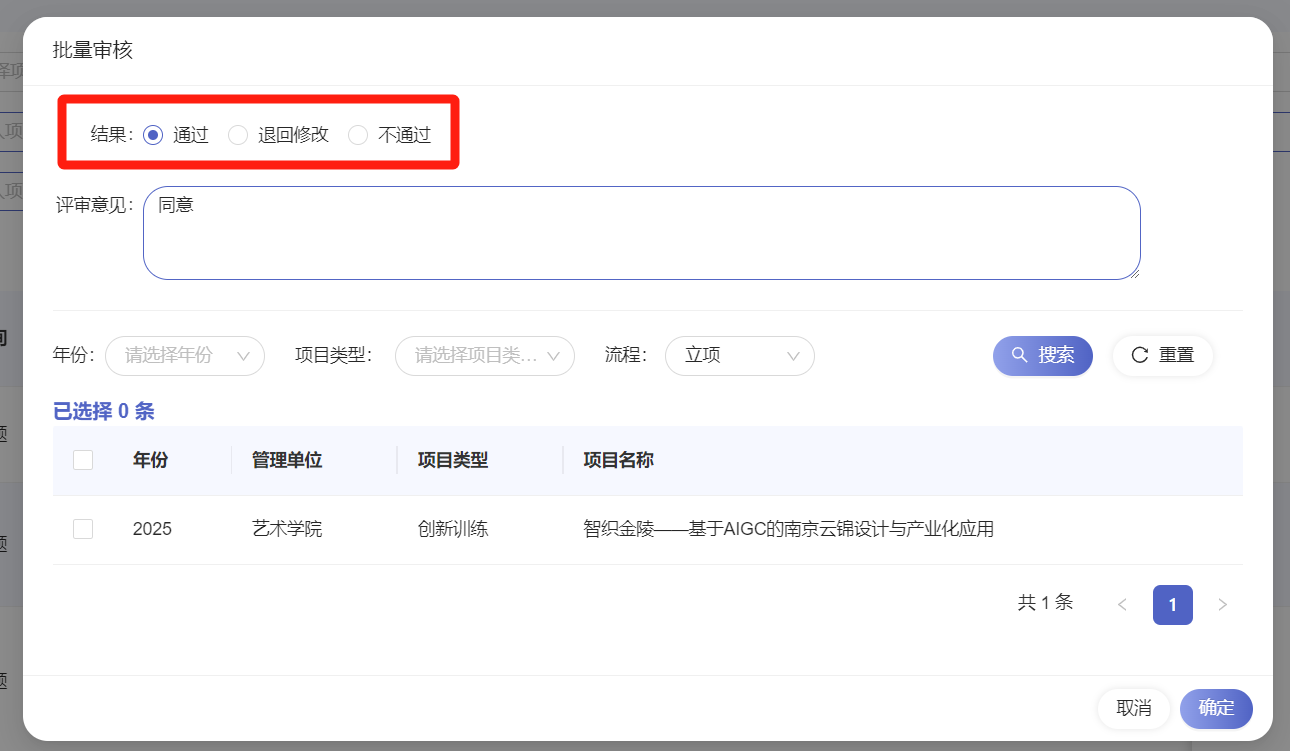 批量审核
结果： 通过 退回修改 不通过
评审意见： 同意
年份： 请选择年份 项目类型： 请选择项目类... 流程： 立项 搜索 重置
已选择 0 条
年份 管理单位 项目类型 项目名称
2025 艺术学院 创新训练 智织金陵——基于AIGC的南京云锦设计与产业化应用
共 1 条 < 1 >
取消 确定